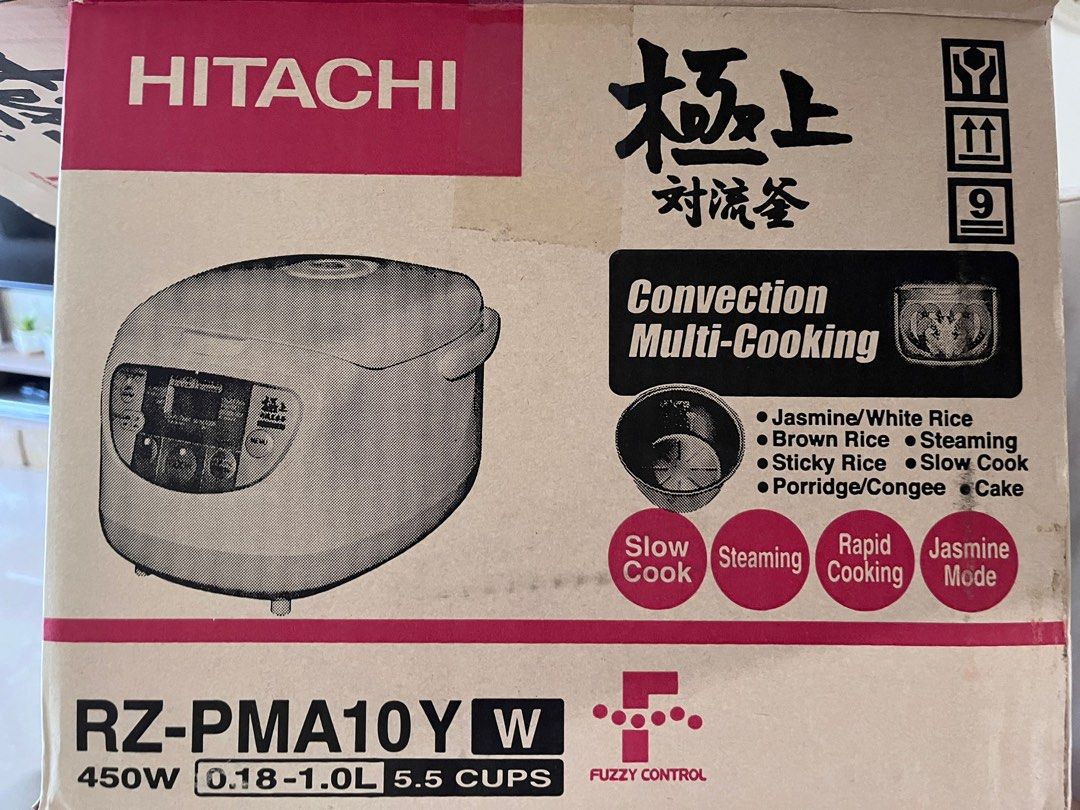 HITACHI
極上
対流釜
9
Convection
Multi-Cooking
● Jasmine/White Rice
● Brown Rice ● Steaming
● Sticky Rice ● Slow Cook
● Porridge/Congee ● Cake
Slow
Cook
Steaming
Rapid
Cooking
Jasmine
Mode
極上
RZ-PMA10Y W
450W 0.18-1.0L 5.5 CUPS
FUZZY CONTROL